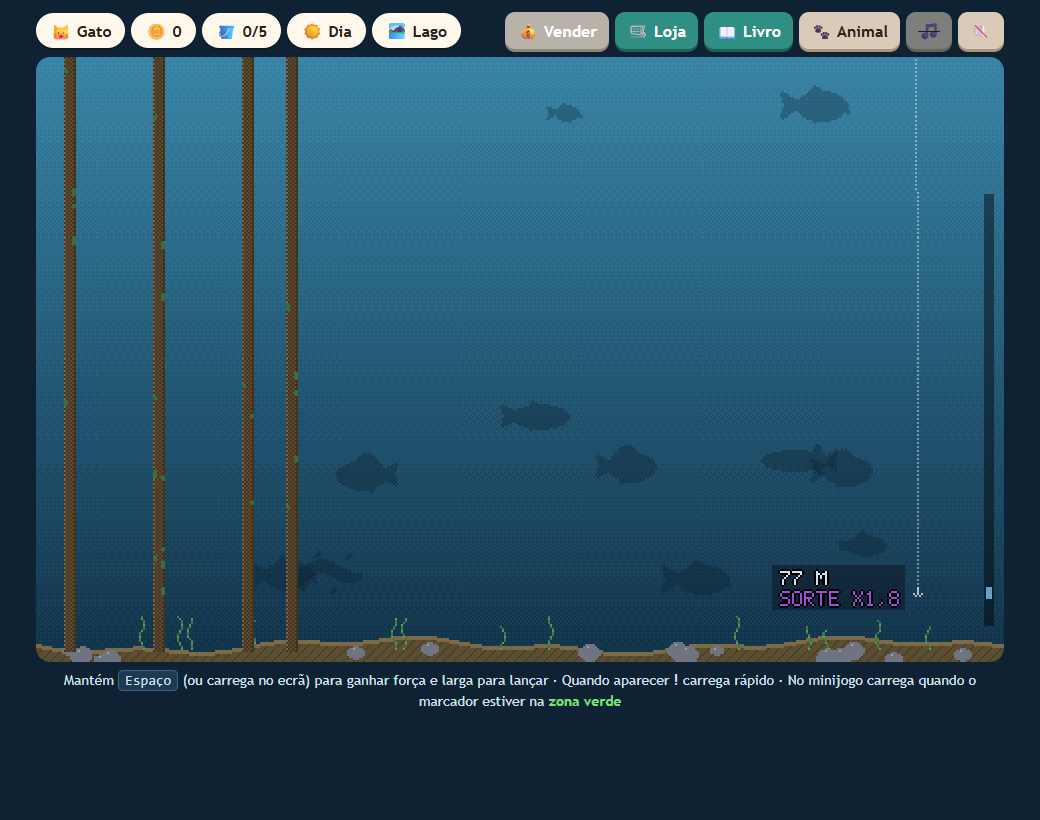 Gato 0 0/5 Dia Lago Vender Loja Livro Animal
77 M
SORTE X1.8
Mantém Espaço (ou carrega no ecrã) para ganhar força e larga para lançar · Quando aparecer ! carrega rápido · No minijogo carrega quando o
marcador estiver na zona verde